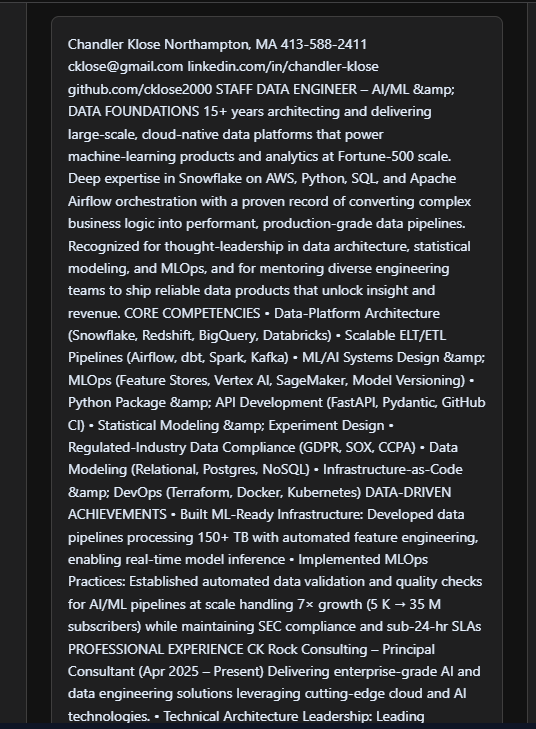 Chandler Klose Northampton, MA 413-588-2411
cklose@gmail.com linkedin.com/in/chandler-klose
github.com/cklose2000 STAFF DATA ENGINEER – AI/ML &amp;
DATA FOUNDATIONS 15+ years architecting and delivering
large‑scale, cloud‑native data platforms that power
machine‑learning products and analytics at Fortune‑500 scale.
Deep expertise in Snowflake on AWS, Python, SQL, and Apache
Airflow orchestration with a proven record of converting complex
business logic into performant, production‑grade data pipelines.
Recognized for thought‑leadership in data architecture, statistical
modeling, and MLOps, and for mentoring diverse engineering
teams to ship reliable data products that unlock insight and
revenue. CORE COMPETENCIES • Data‑Platform Architecture
(Snowflake, Redshift, BigQuery, Databricks) • Scalable ELT/ETL
Pipelines (Airflow, dbt, Spark, Kafka) • ML/AI Systems Design &amp;
MLOps (Feature Stores, Vertex AI, SageMaker, Model Versioning) •
Python Package &amp; API Development (FastAPI, Pydantic, GitHub
CI) • Statistical Modeling &amp; Experiment Design •
Regulated‑Industry Data Compliance (GDPR, SOX, CCPA) • Data
Modeling (Relational, Postgres, NoSQL) • Infrastructure‑as‑Code
&amp; DevOps (Terraform, Docker, Kubernetes) DATA-DRIVEN
ACHIEVEMENTS • Built ML-Ready Infrastructure: Developed data
pipelines processing 150+ TB with automated feature engineering,
enabling real-time model inference • Implemented MLOps
Practices: Established automated data validation and quality checks
for AI/ML pipelines at scale handling 7× growth (5 K → 35 M
subscribers) while maintaining SEC compliance and sub-24-hr SLAs
PROFESSIONAL EXPERIENCE CK Rock Consulting – Principal
Consultant (Apr 2025 – Present) Delivering enterprise-grade AI and
data engineering solutions leveraging cutting-edge cloud and AI
technologies. • Technical Architecture Leadership: Leading